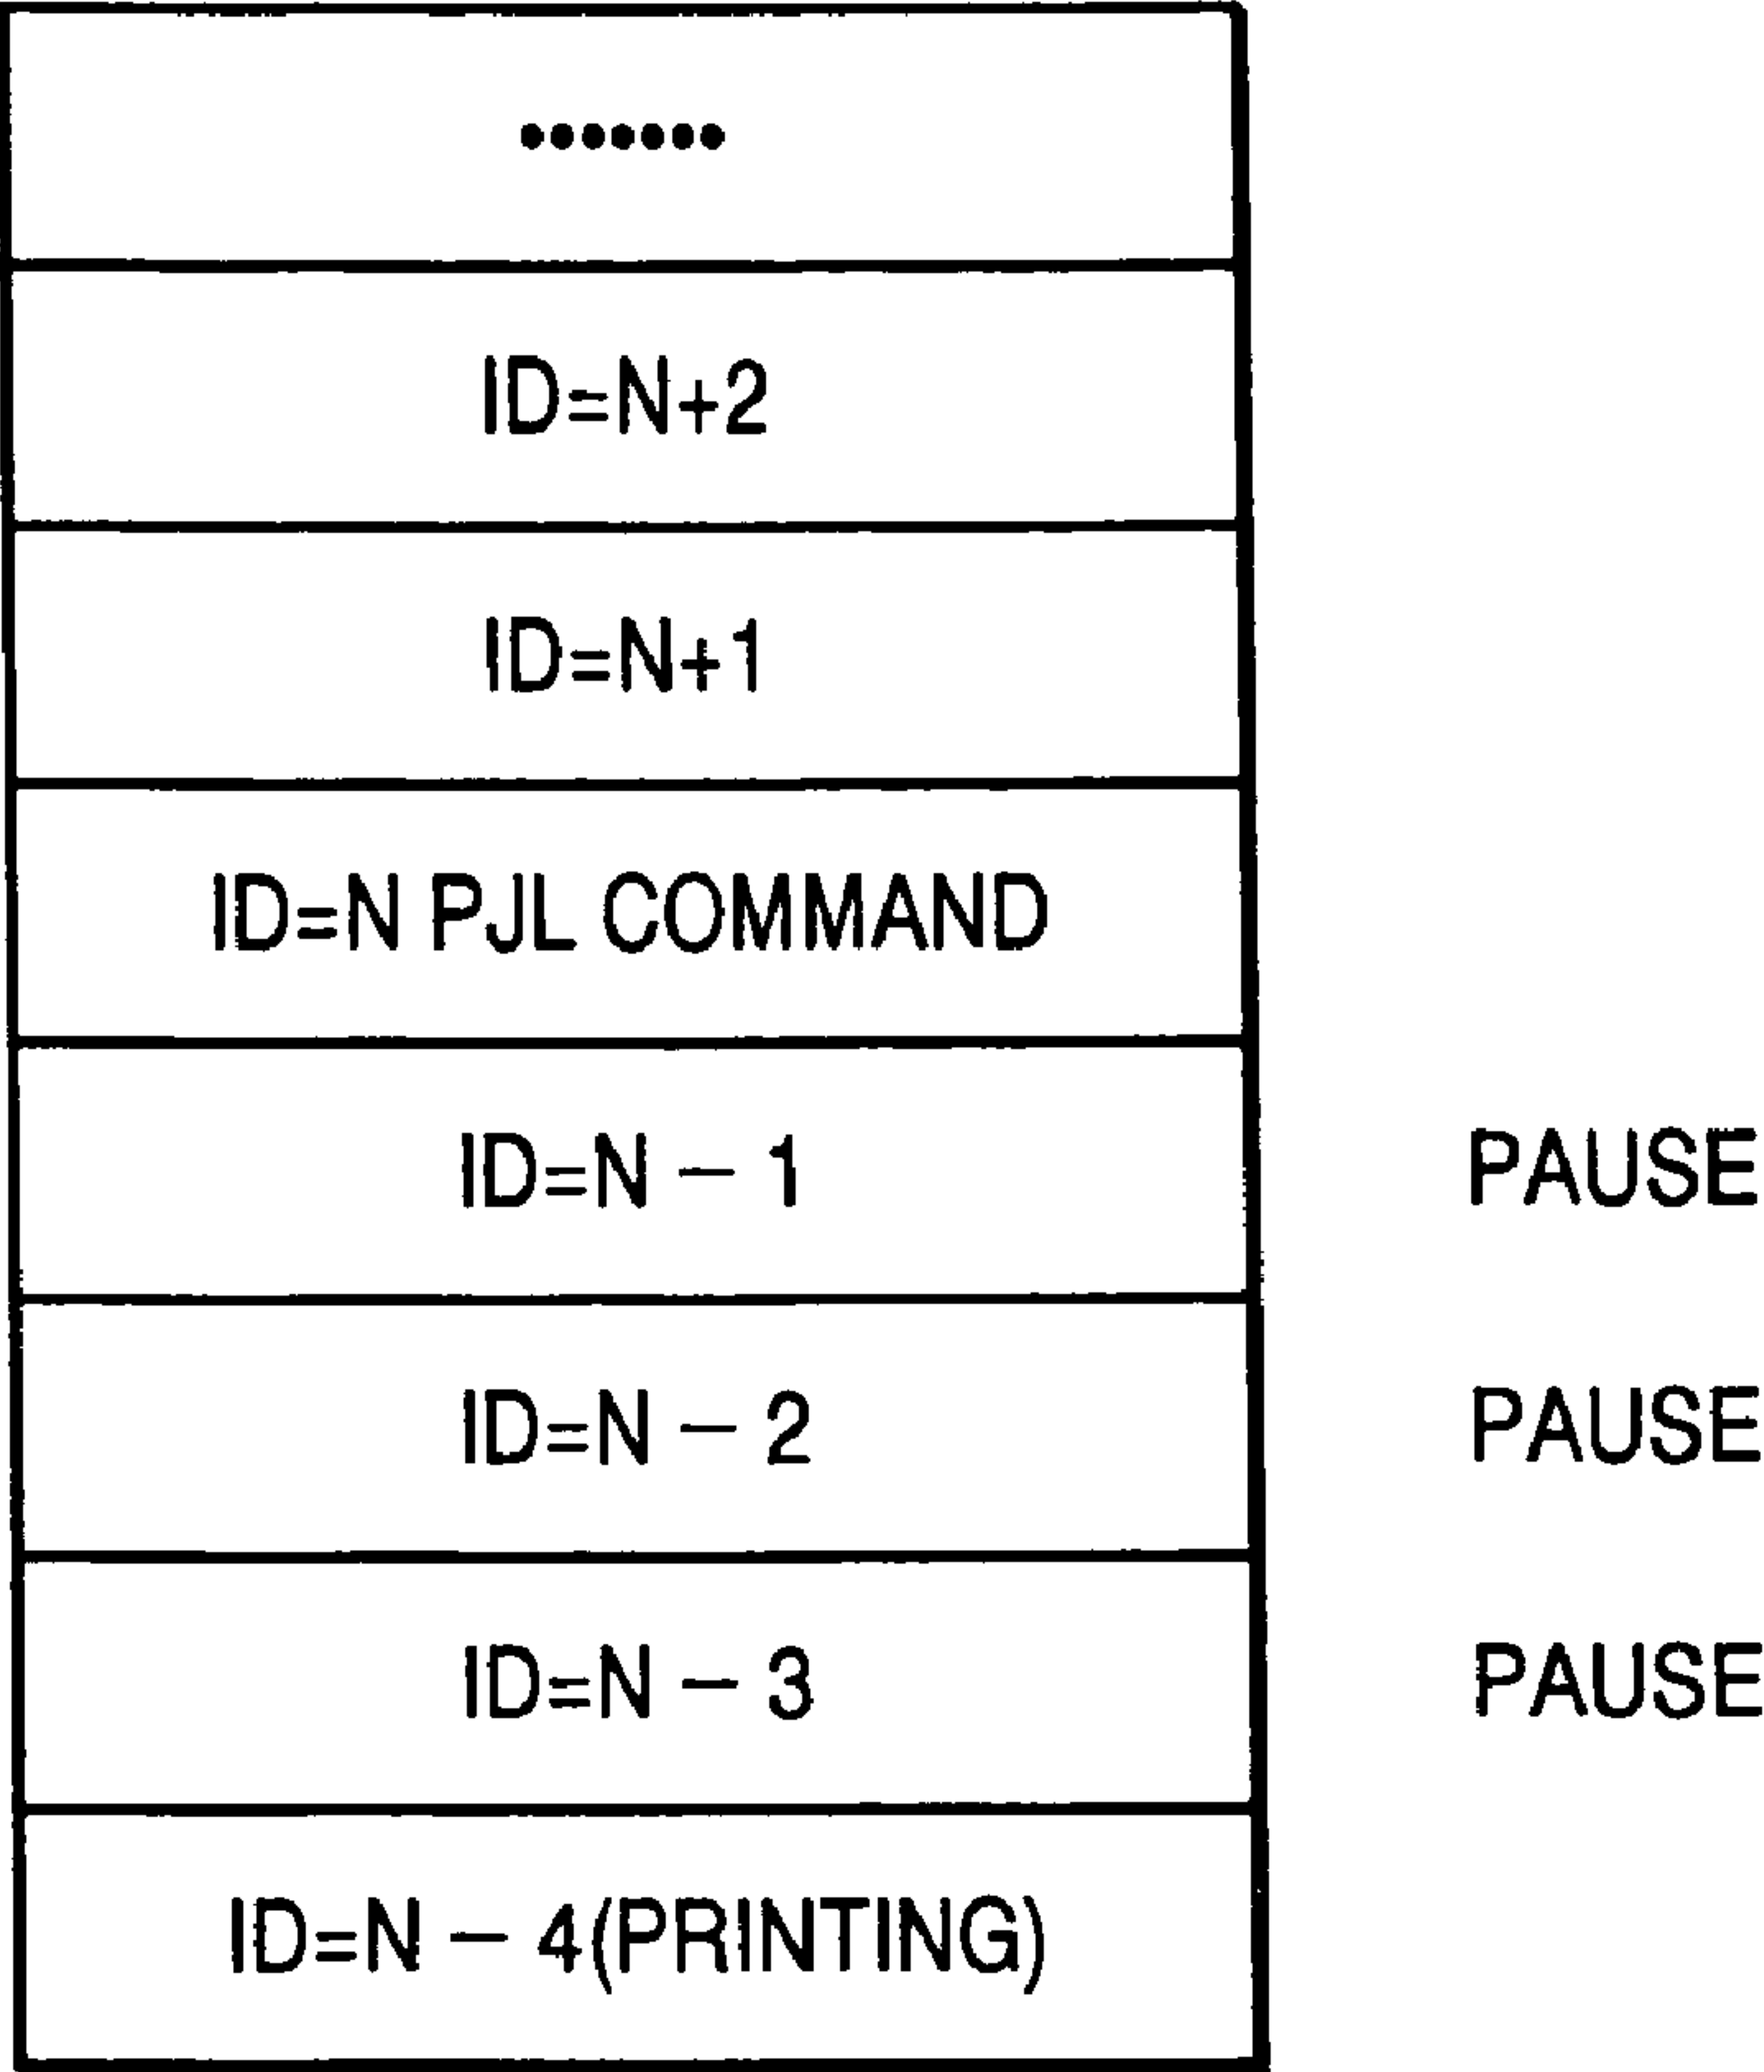 •••••••
ID=N+2
ID=N+1
ID=N PJL COMMAND
ID=N – 1 PAUSE
ID=N – 2 PAUSE
ID=N – 3 PAUSE
ID=N – 4(PRINTING)